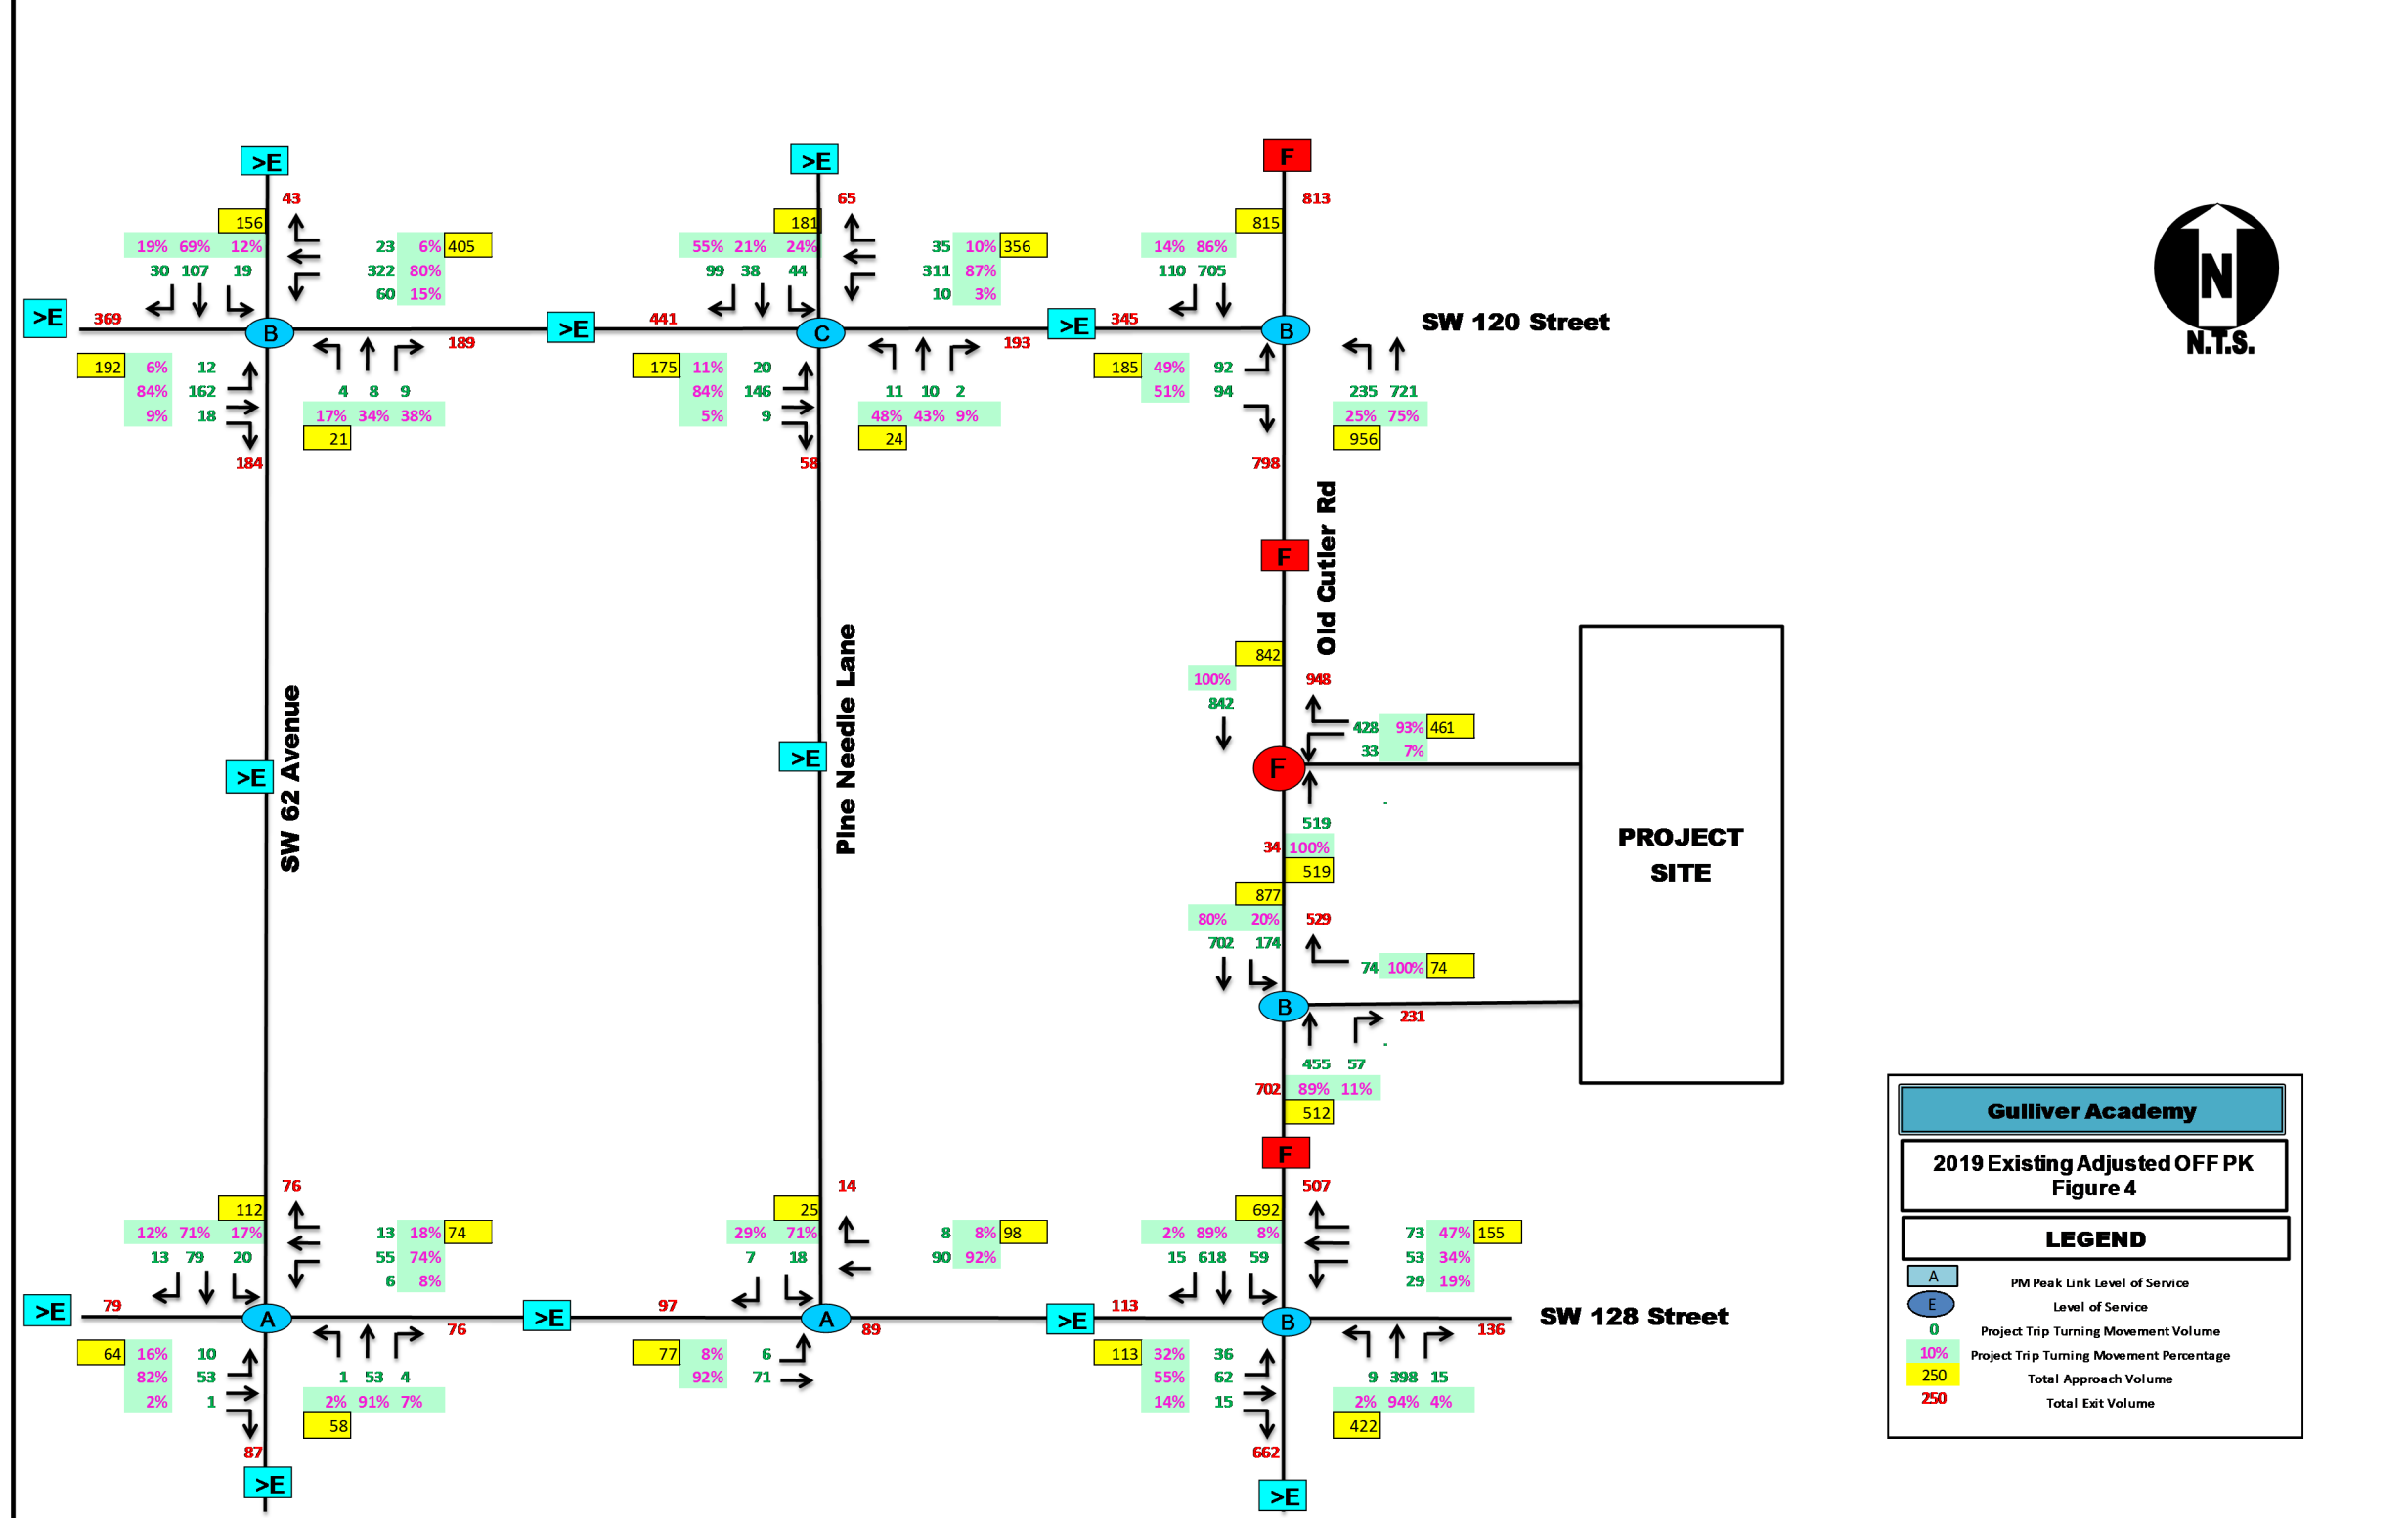 >E
>E
F
43
65
813
156
181
815
19% 69% 12%
23 6% 405
55% 21% 24%
35 10% 356
14% 86%
30 107 19
322 80%
99 38 44
311 87%
110 705
60 15%
10 3%
N
N.T.S.
>E
369
B
>E
441
C
>E
345
B
SW 120 Street
189
193
192 6% 12
175 11% 20
185 49% 92
84% 162
4 8 9
84% 146
11 10 2
51% 94
235 721
9% 18
17% 34% 38%
5% 9
48% 43% 9%
25% 75%
21
24
956
184
58
798
Old Cutler Rd
F
842
100%
948
842
428 93% 461
33 7%
SW 62 Avenue
Pine Needle Lane
>E
>E
F
519
34 100%
519
PROJECT
SITE
877
80% 20%
529
702 174
74 100% 74
B
231
455 57
702 89% 11%
512
F
76
14
507
112
25
692
12% 71% 17%
13 18% 74
29% 71%
8 8% 98
2% 89% 8%
73 47% 155
13 79 20
55 74%
7 18
90 92%
15 618 59
53 34%
6 8%
29 19%
>E
79
A
>E
97
A
>E
113
B
SW 128 Street
76
89
136
64 16% 10
77 8% 6
113 32% 36
82% 53
1 53 4
92% 71
55% 62
9 398 15
2% 1
2% 91% 7%
14% 15
2% 94% 4%
58
422
87
662
>E
>E
Gulliver Academy
2019 Existing Adjusted OFF PK
Figure 4
LEGEND
A PM Peak Link Level of Service
E Level of Service
0 Project Trip Turning Movement Volume
10% Project Trip Turning Movement Percentage
250 Total Approach Volume
250 Total Exit Volume